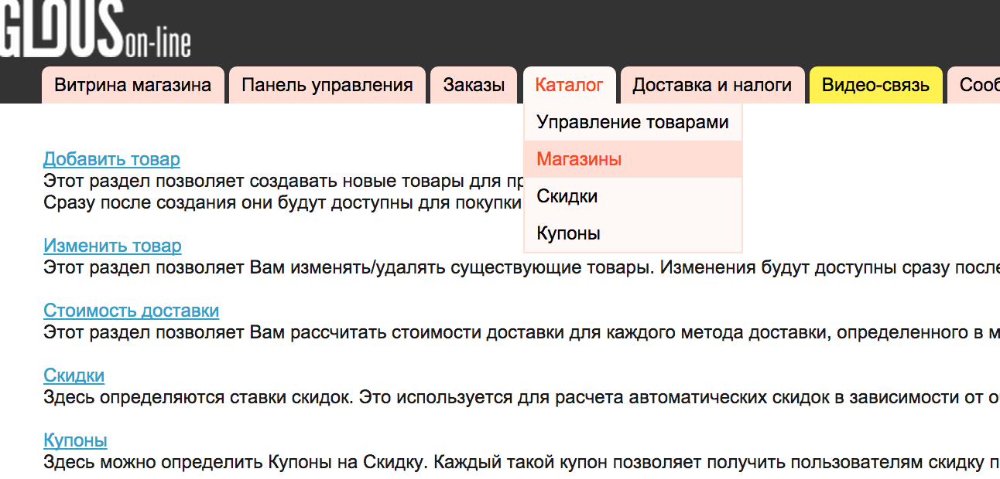 GLOUS on-line
Витрина магазина Панель управления Заказы Каталог Доставка и налоги Видео-связь
Управление товарами
Магазины
Скидки
Купоны
Добавить товар
Этот раздел позволяет создавать новые товары для
Сразу после создания они будут доступны для покупки
Изменить товар
Этот раздел позволяет Вам изменять/удалять существующие товары. Изменения будут доступны сразу после
Стоимость доставки
Этот раздел позволяет Вам рассчитать стоимости доставки для каждого метода доставки, определенного в
Скидки
Здесь определяются ставки скидок. Это используется для расчета автоматических скидок в зависимости от
Купоны
Здесь можно определить Купоны на Скидку. Каждый такой купон позволяет получить пользователям скидку